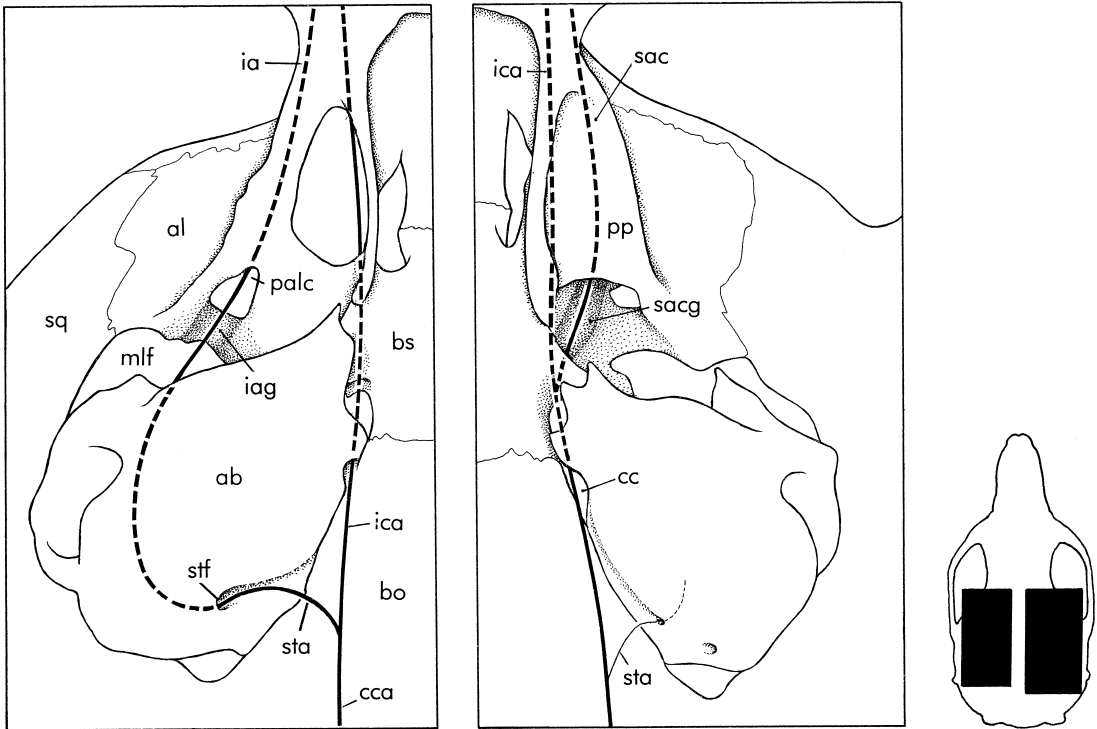 ia
al
palc
sq
mlf
iag
bs
ab
ica
stf
bo
sta
cca
ica
sac
pp
sacg
cc
sta